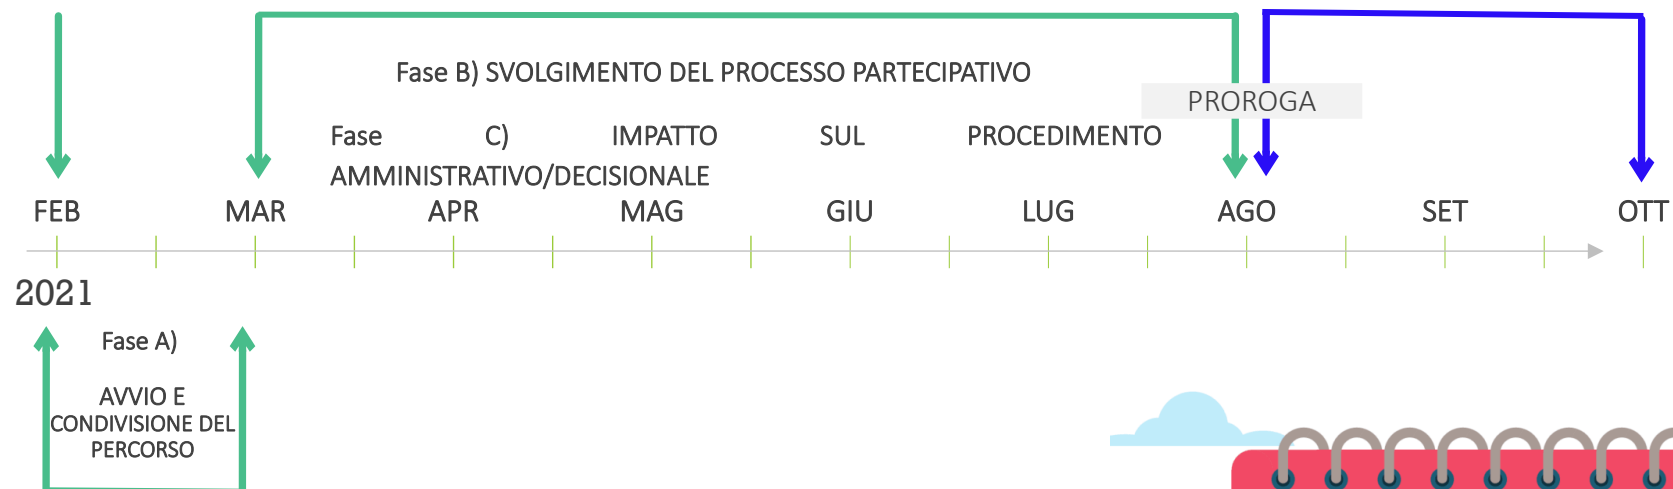 Fase B) SVOLGIMENTO DEL PROCESSO PARTECIPATIVO
PROROGA
Fase C) IMPATTO SUL PROCEDIMENTO
AMMINISTRATIVO/DECISIONALE
FEB MAR APR MAG GIU LUG AGO SET OTT
2021
Fase A)
AVVIO E
CONDIVISIONE DEL
PERCORSO